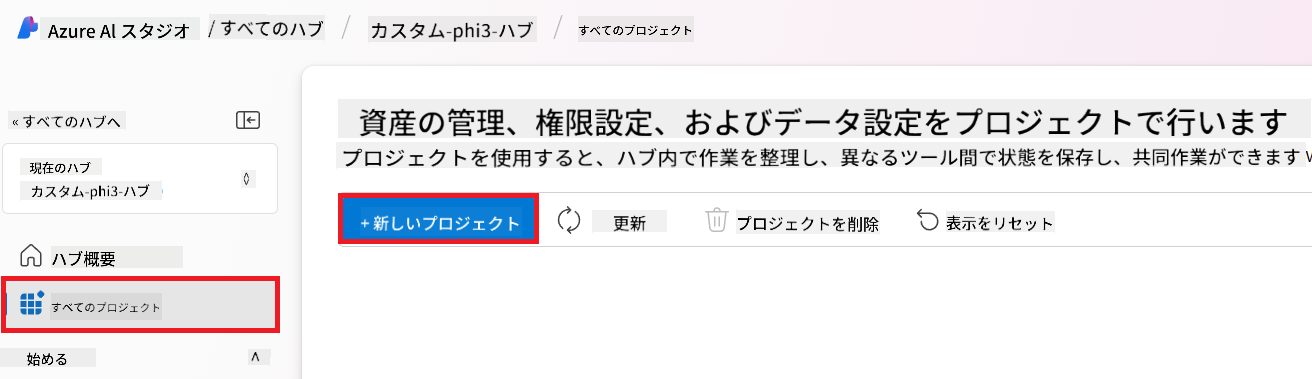 Azure AI スタジオ / すべてのハブ / カスタム-phi3-ハブ / すべてのプロジェクト
« すべてのハブへ
現在のハブ
カスタム-phi3-ハブ
ハブ概要
すべてのプロジェクト
始める
資産の管理、権限設定、およびデータ設定をプロジェクトで行います
プロジェクトを使用すると、ハブ内で作業を整理し、異なるツール間で状態を保存し、共同作業ができます
+ 新しいプロジェクト 更新 プロジェクトを削除 表示をリセット